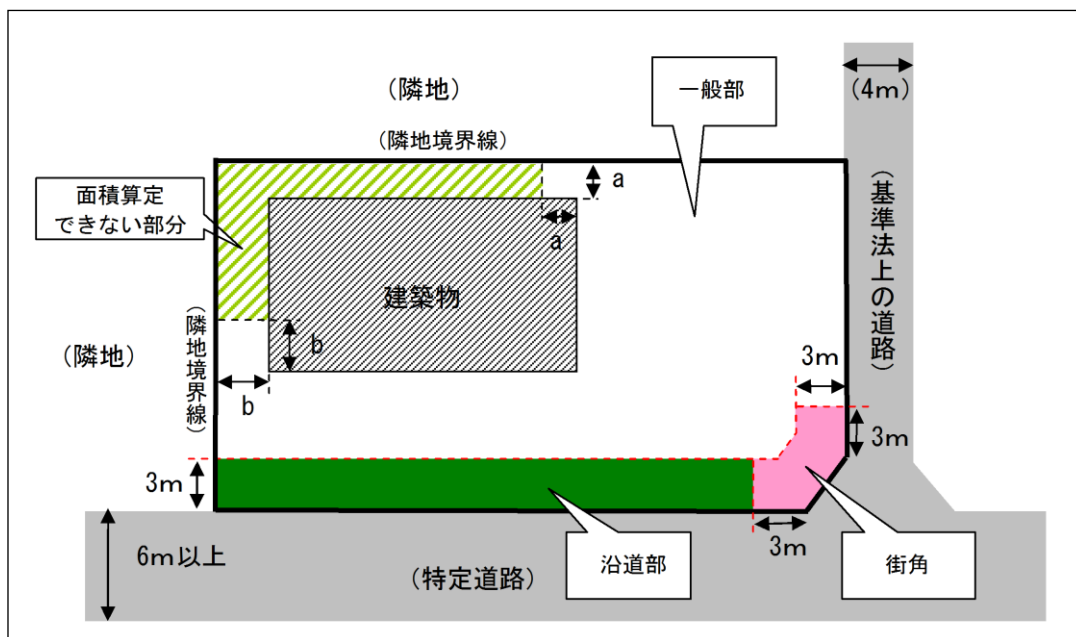 (隣地)
(隣地境界線)
一般部
(4m)
面積算定
できない部分
a
a
(基準法上の道路)
建築物
(隣地)
(隣地境界線)
b
b
3m
3m
3m
3m
6m以上
沿道部
街角
(特定道路)